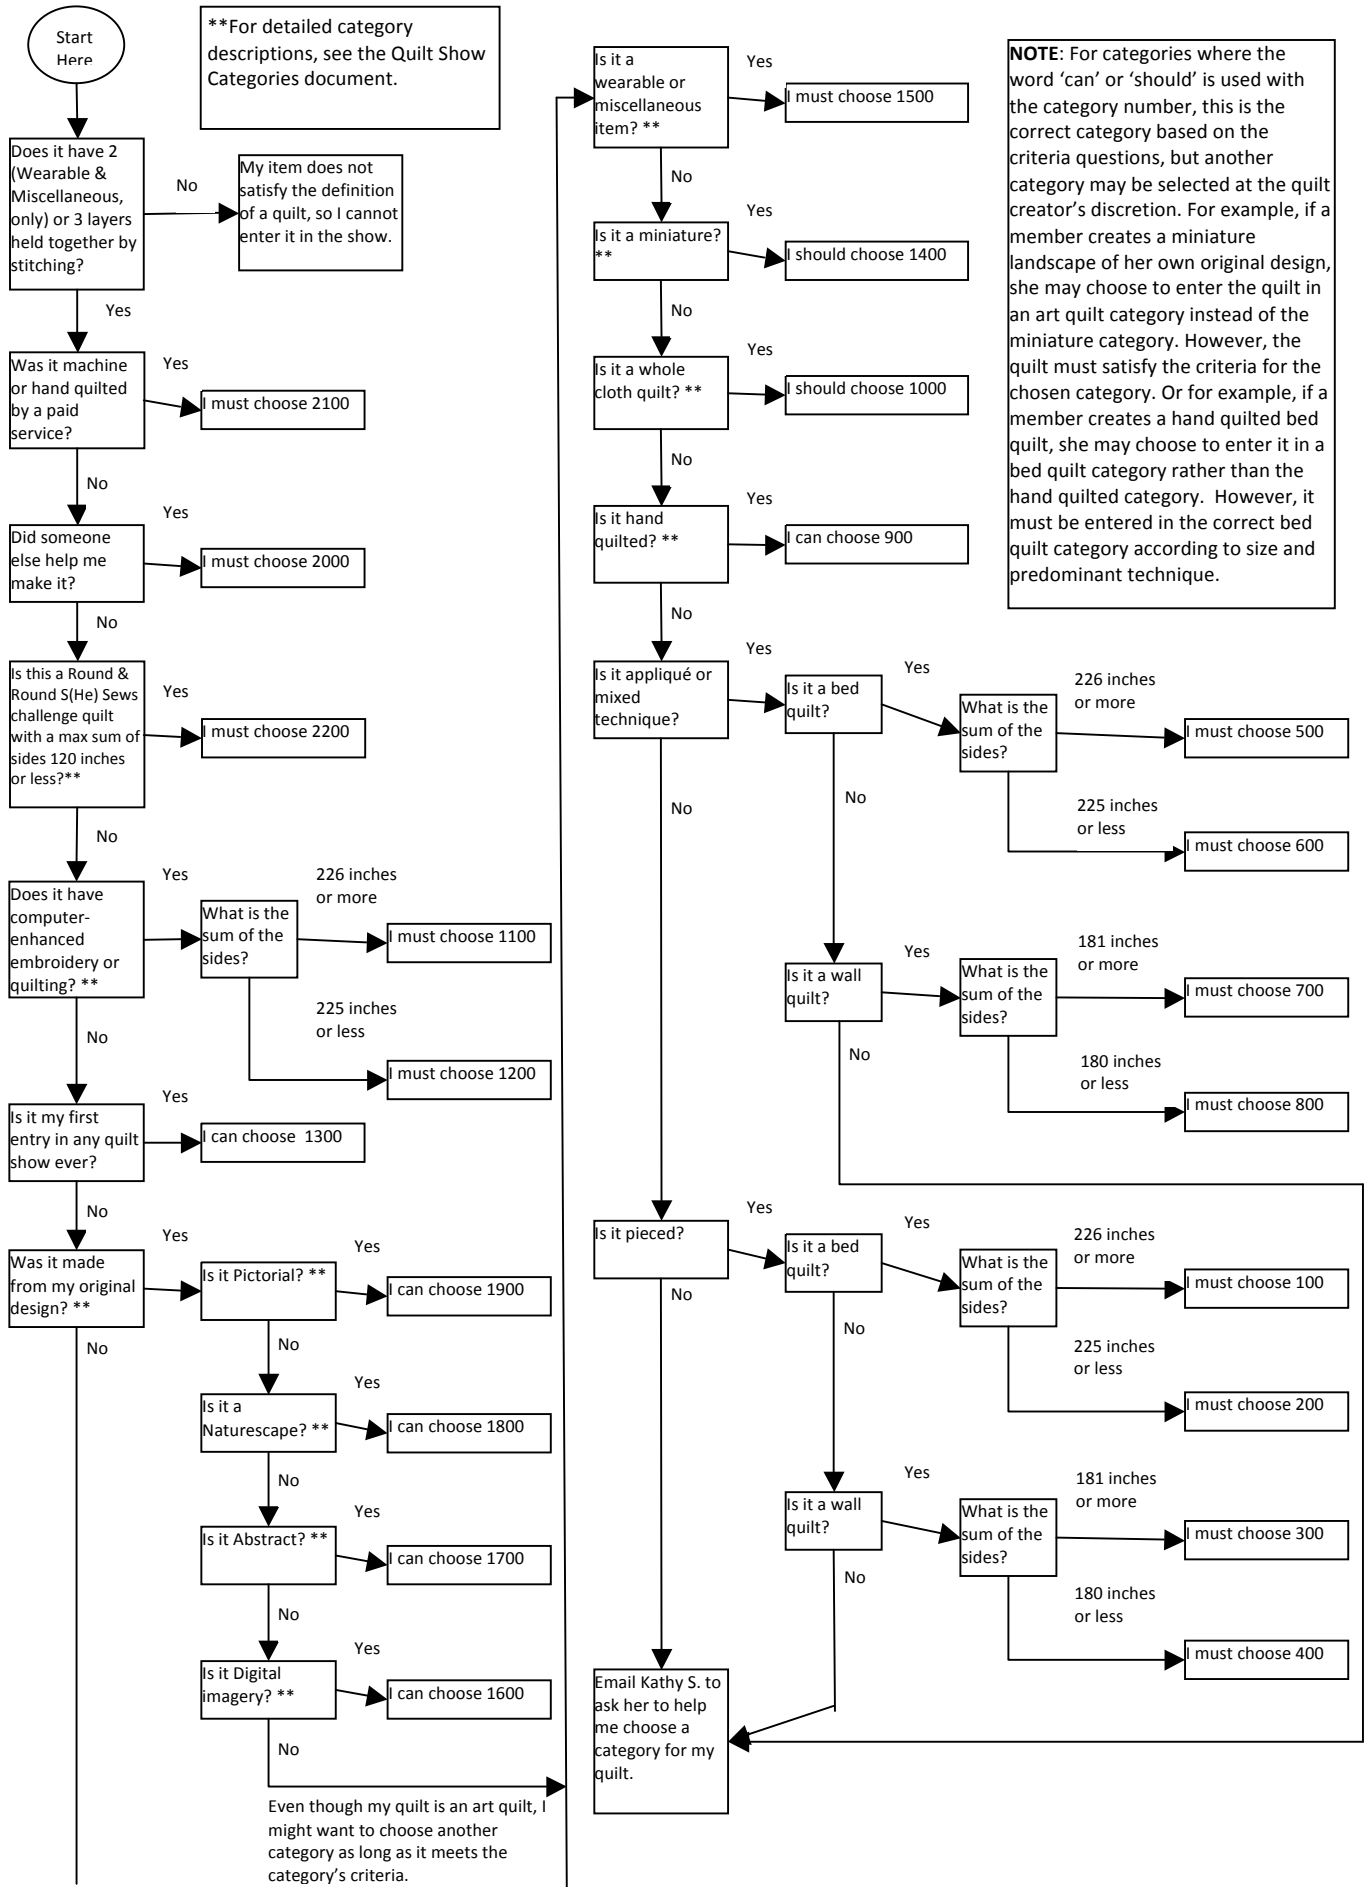 Start
Here
**For detailed category
descriptions, see the Quilt Show
Categories document.
Does it have 2
(Wearable &
Miscellaneous,
only) or 3 layers
held together by
stitching?
No
My item does not
satisfy the definition
of a quilt, so I cannot
enter it in the show.
Yes
Was it machine
or hand quilted
by a paid
service?
Yes
I must choose 2100
No
Did someone
else help me
make it?
Yes
I must choose 2000
No
Is this a Round &
Round S(He) Sews
challenge quilt
with a max sum of
sides 120 inches
or less?**
Yes
I must choose 2200
No
Does it have
computer-
enhanced
embroidery or
quilting? **
Yes
What is the
sum of the
sides?
226 inches
or more
I must choose 1100
225 inches
or less
I must choose 1200
No
Is it my first
entry in any quilt
show ever?
Yes
I can choose  1300
No
Was it made
from my original
design? **
Yes
Is it Pictorial? **
Yes
I can choose 1900
No
No
Is it a
Naturescape? **
Yes
I can choose 1800
No
Is it Abstract? **
Yes
I can choose 1700
No
Is it Digital
imagery? **
Yes
I can choose 1600
No
Even though my quilt is an art quilt, I
might want to choose another
category as long as it meets the
category's criteria.
Is it a
wearable or
miscellaneous
item? **
Yes
I must choose 1500
No
Is it a miniature?
**
Yes
I should choose 1400
No
Is it a whole
cloth quilt? **
Yes
I should choose 1000
No
Is it hand
quilted? **
Yes
I can choose 900
No
Is it appliqué or
mixed
technique?
Yes
Is it a bed
quilt?
Yes
What is the
sum of the
sides?
226 inches
or more
I must choose 500
225 inches
or less
I must choose 600
No
No
Is it a wall
quilt?
Yes
What is the
sum of the
sides?
181 inches
or more
I must choose 700
180 inches
or less
I must choose 800
No
Is it pieced?
Yes
Is it a bed
quilt?
Yes
What is the
sum of the
sides?
226 inches
or more
I must choose 100
225 inches
or less
I must choose 200
No
No
Is it a wall
quilt?
Yes
What is the
sum of the
sides?
181 inches
or more
I must choose 300
180 inches
or less
I must choose 400
No
Email Kathy S. to
ask her to help
me choose a
category for my
quilt.
NOTE: For categories where the
word 'can' or 'should' is used with
the category number, this is the
correct category based on the
criteria questions, but another
category may be selected at the quilt
creator's discretion. For example, if a
member creates a miniature
landscape of her own original design,
she may choose to enter the quilt in
an art quilt category instead of the
miniature category. However, the
quilt must satisfy the criteria for the
chosen category. Or for example, if a
member creates a hand quilted bed
quilt, she may choose to enter it in a
bed quilt category rather than the
hand quilted category.  However, it
must be entered in the correct bed
quilt category according to size and
predominant technique.